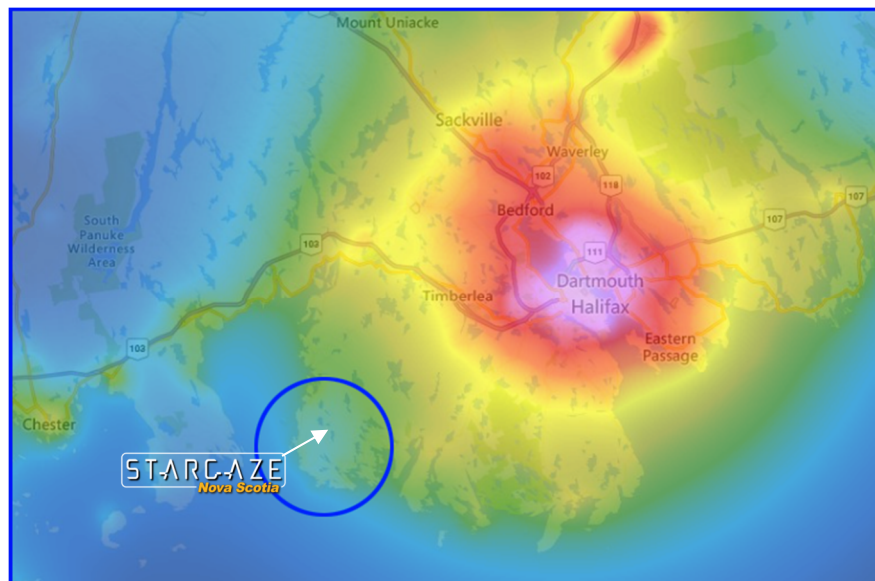 Mount Uniacke
Sackville
Waverley
102
118
Bedford
107
107
South
Panuke
Wilderness
Area
103
111
Dartmouth
Halifax
Timberlea
Eastern
Passage
103
Chester
STARGAZE
Nova Scotia